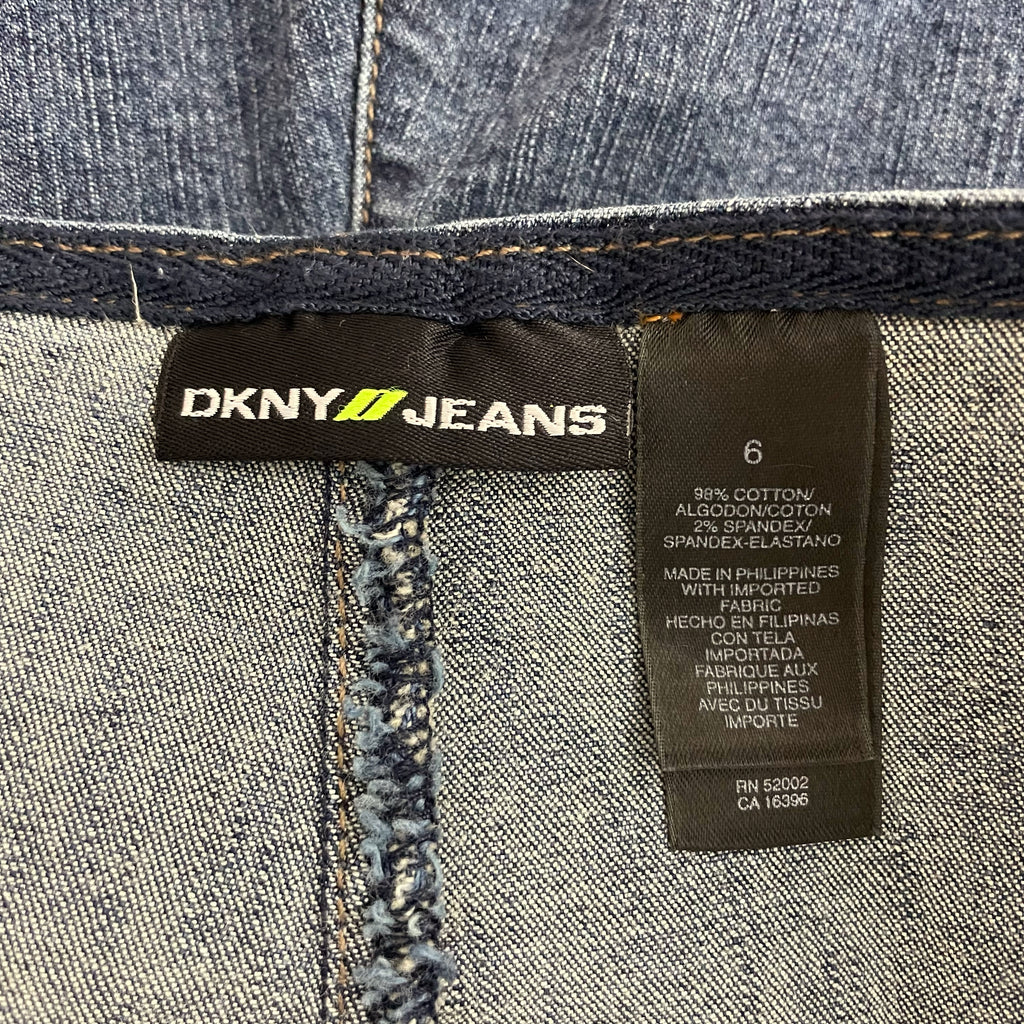 DKNY JEANS
6
98% COTTON/
ALGODON/COTON
2% SPANDEX/
SPANDEX-ELASTANO
MADE IN PHILIPPINES
WITH IMPORTED
FABRIC
HECHO EN FILIPINAS
CON TELA
IMPORTADA
FABRIQUE AUX
PHILIPPINES
AVEC DU TISSU
IMPORTE
RN 52002
CA 16396